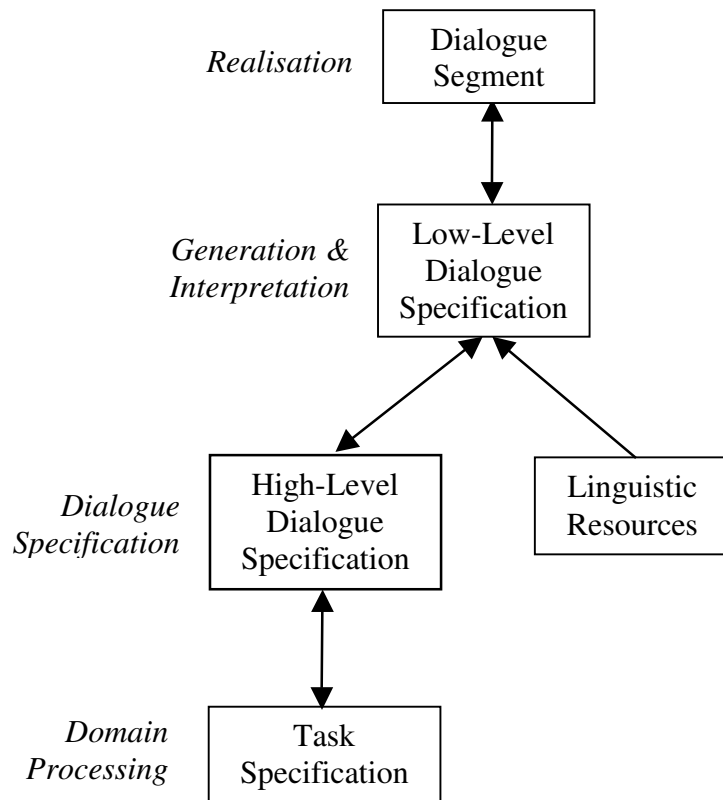 Realisation
Dialogue
Segment
Generation &
Interpretation
Low-Level
Dialogue
Specification
Dialogue
Specification
High-Level
Dialogue
Specification
Linguistic
Resources
Domain
Processing
Task
Specification